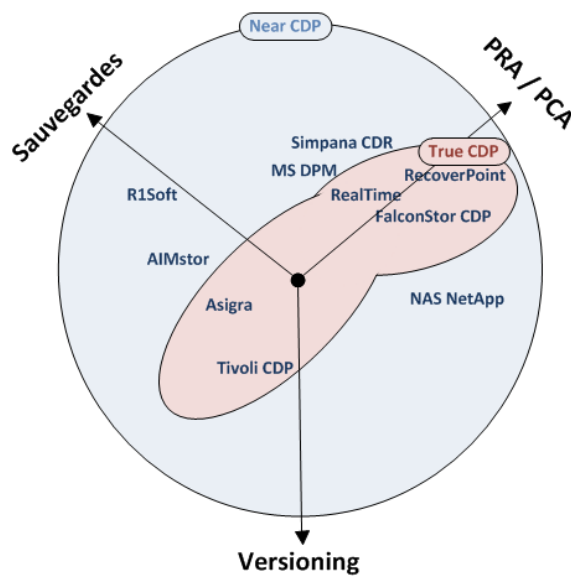 Near CDP
Sauvegardes
PRA / PCA
Simpana CDR
True CDP
MS DPM
RecoverPoint
R1Soft
RealTime
FalconStor CDP
AIMstor
Asigra
NAS NetApp
Tivoli CDP
Versioning